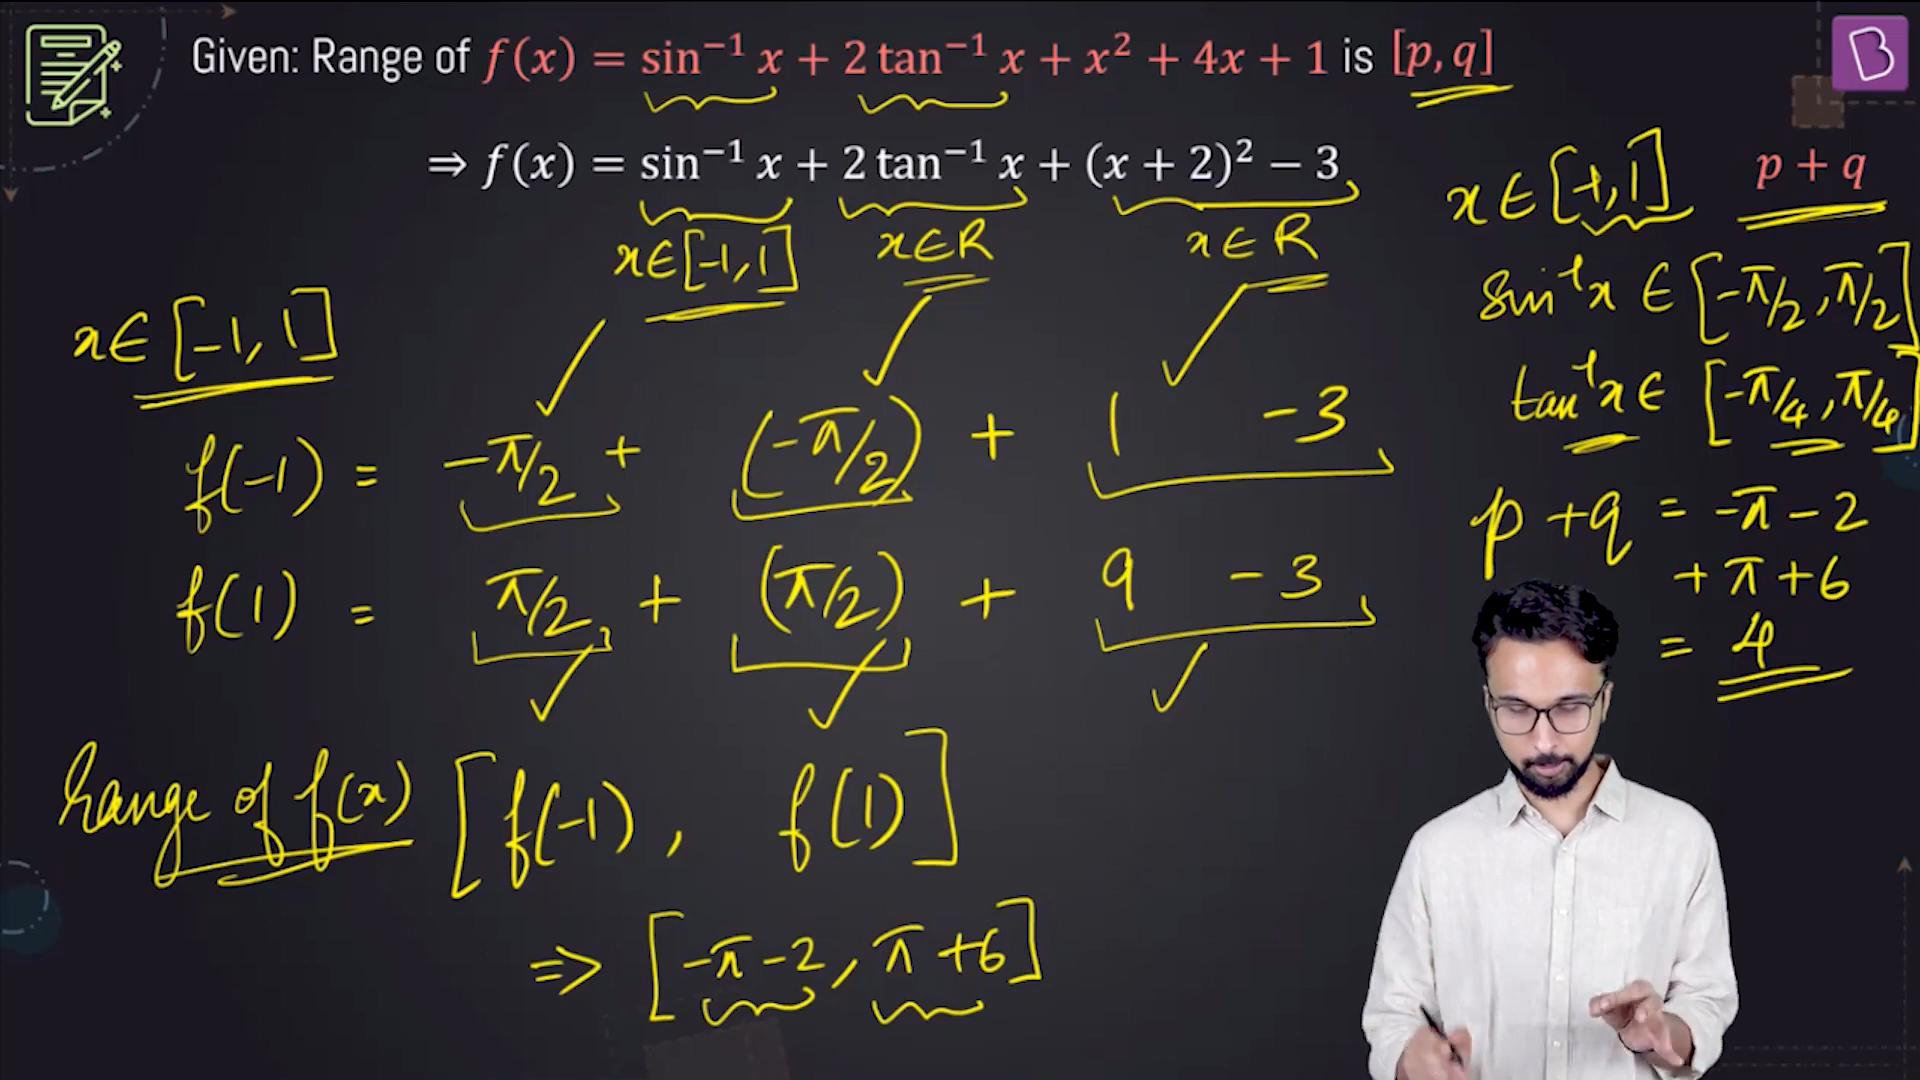 Given: Range of f(x) = sin⁻¹ x + 2 tan⁻¹ x + x² + 4x + 1 is [p, q]
⇒ f(x) = sin⁻¹ x + 2 tan⁻¹ x + (x + 2)² − 3
x∈[-1,1] x∈R x∈R
x∈[-1,1]
f(-1) = -π/2 + (-π/2) + 1 -3
f(1) = π/2 + (π/2) + 9 -3
Range of f(x) [f(-1), f(1)]
⇒ [-π-2, π+6]
x∈[-1,1] p + q
sin⁻¹x ∈ [-π/2, π/2]
tan⁻¹x ∈ [-π/4, π/4]
p + q = -π - 2
+ π + 6
= 4
B